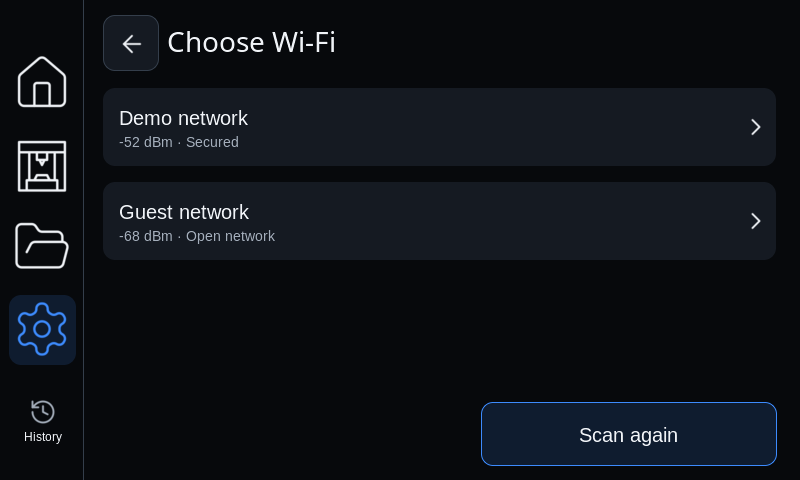 Choose Wi-Fi
Demo network
-52 dBm · Secured
Guest network
-68 dBm · Open network
History
Scan again